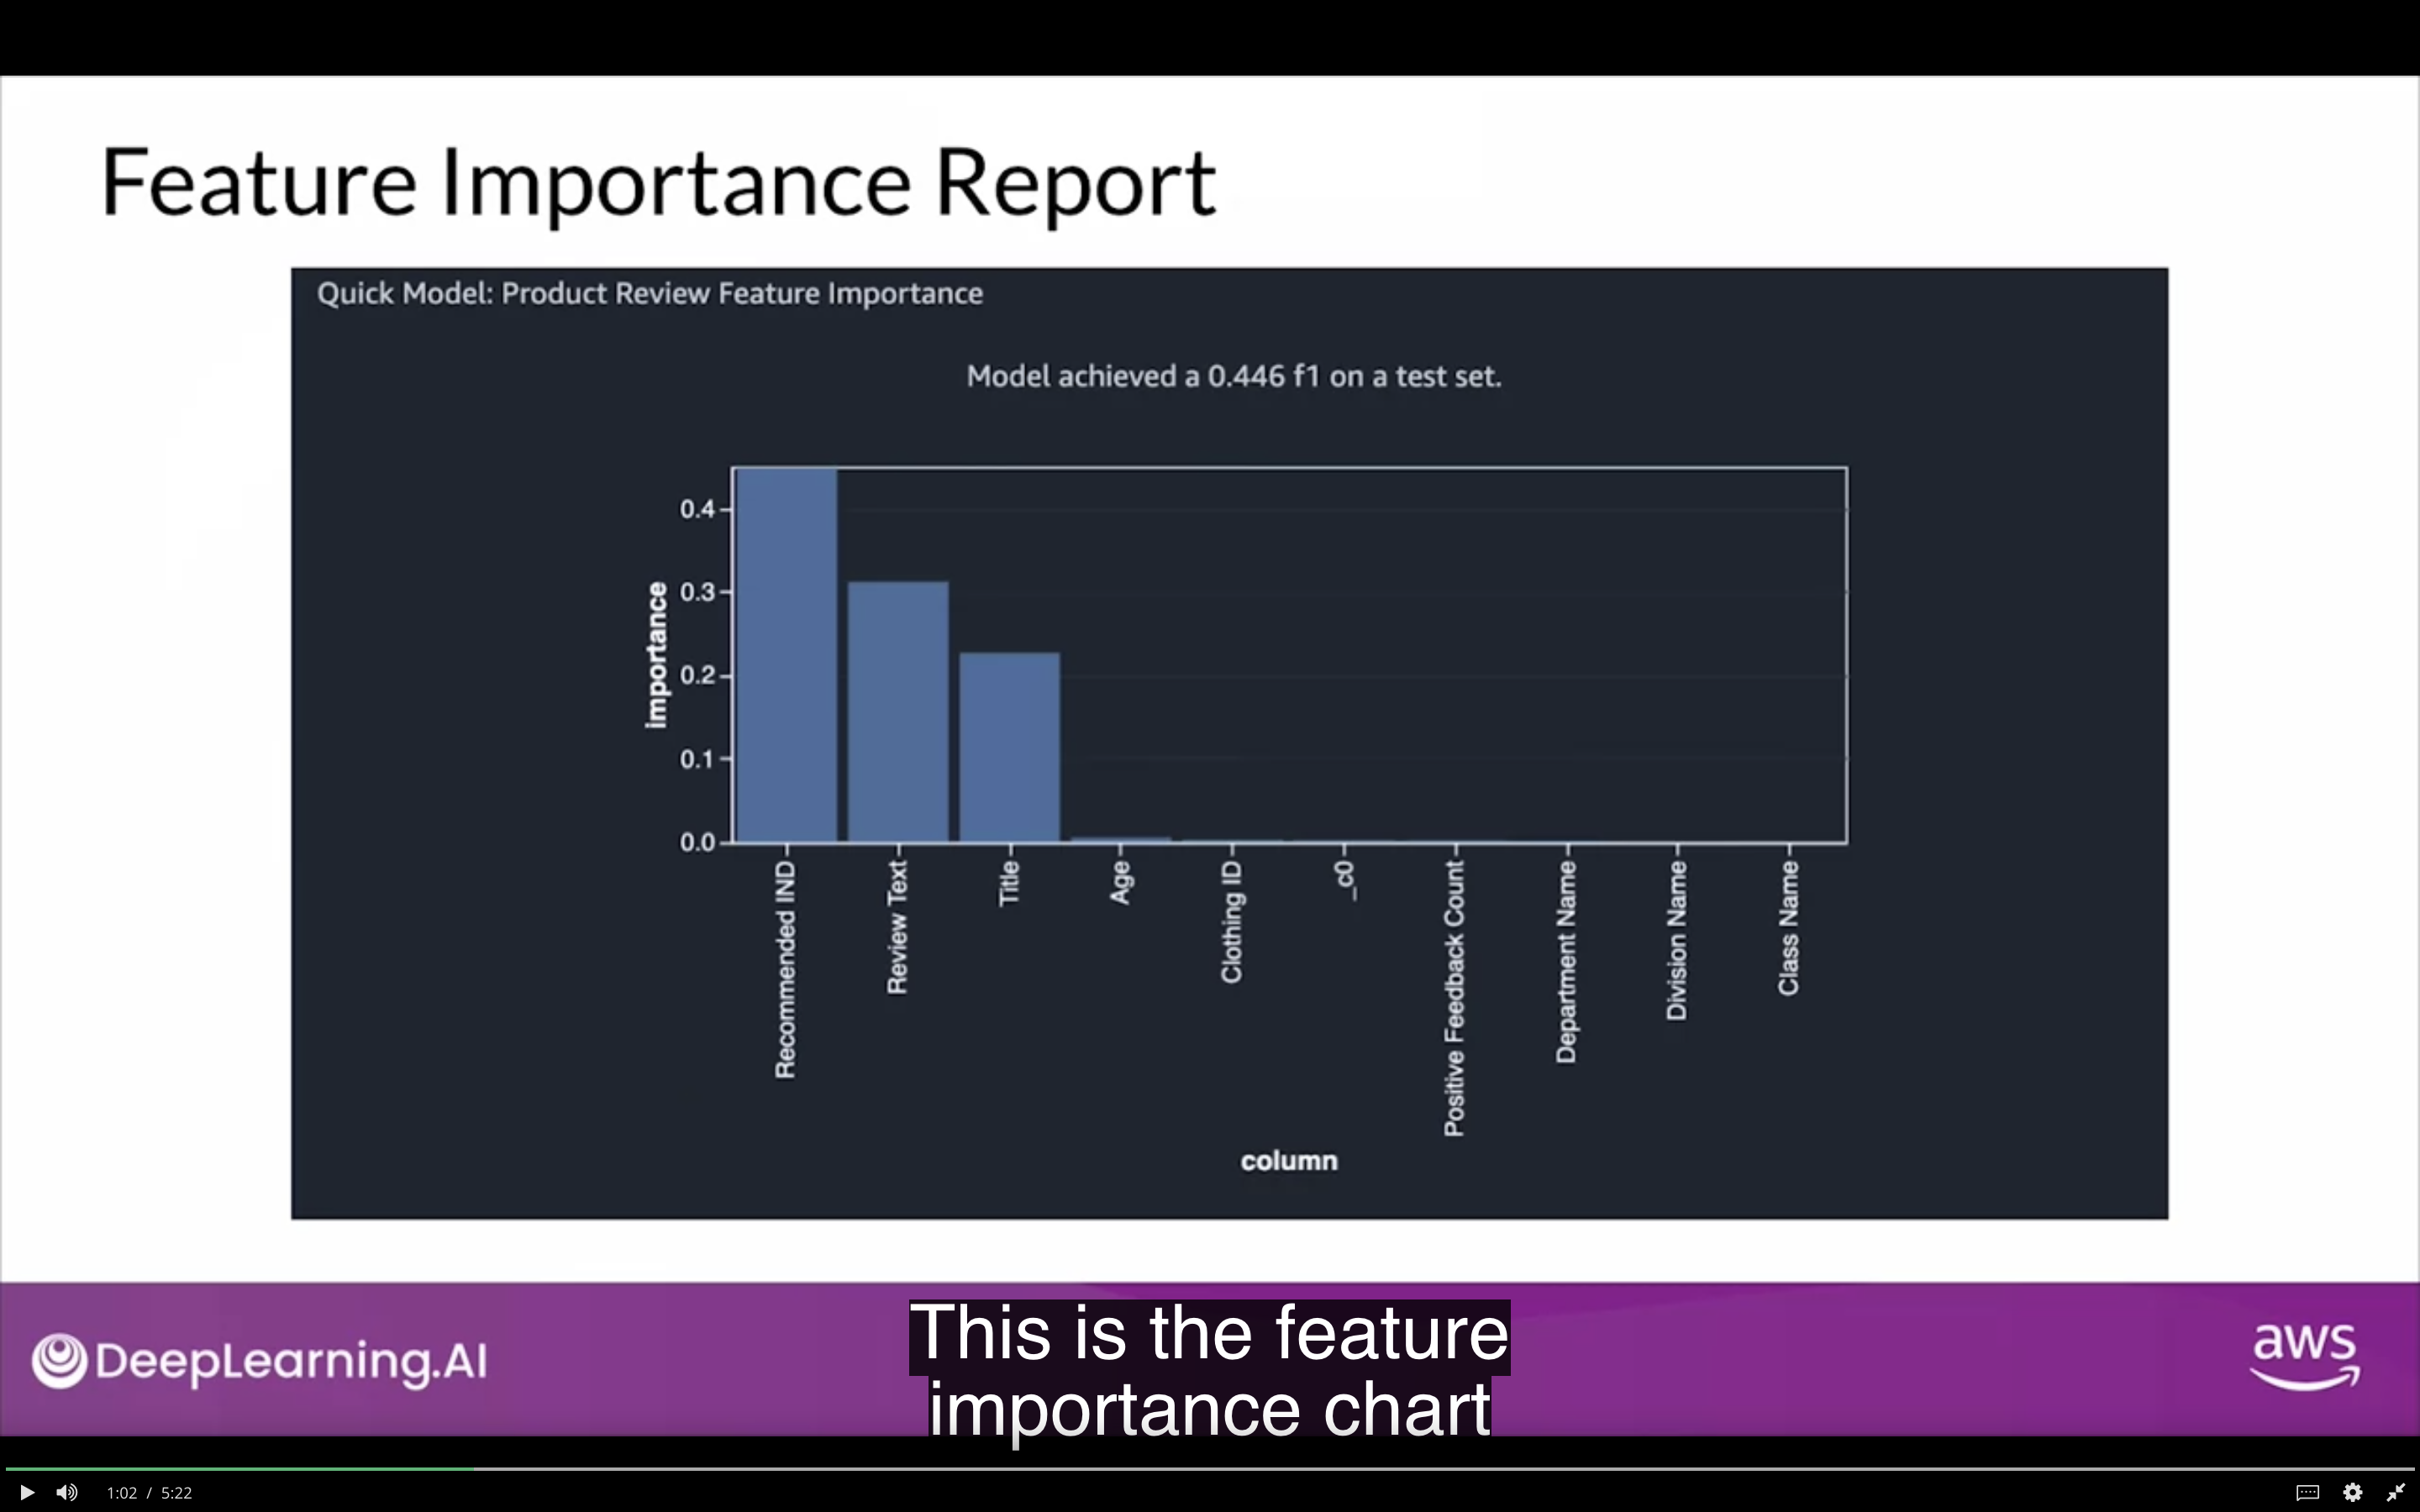 Feature Importance Report
Quick Model: Product Review Feature Importance
Model achieved a 0.446 f1 on a test set.
importance
0.4
0.3
0.2
0.1
0.0
Recommended IND
Review Text
Title
Age
Clothing ID
_c0
Positive Feedback Count
Department Name
Division Name
Class Name
column
DeepLearning.AI
This is the feature
importance chart
aws
1:02 / 5:22